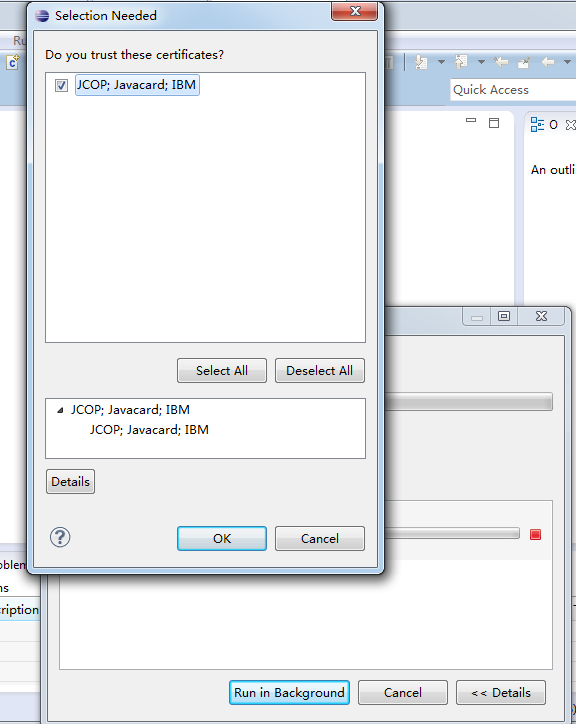 Selection Needed
Do you trust these certificates?
JCOP; Javacard; IBM
Select All
Deselect All
JCOP; Javacard; IBM
JCOP; Javacard; IBM
Details
?
OK
Cancel
Ru
Quick Access
O
An outli
oblen
ns
cription
Run in Background
Cancel
<< Details